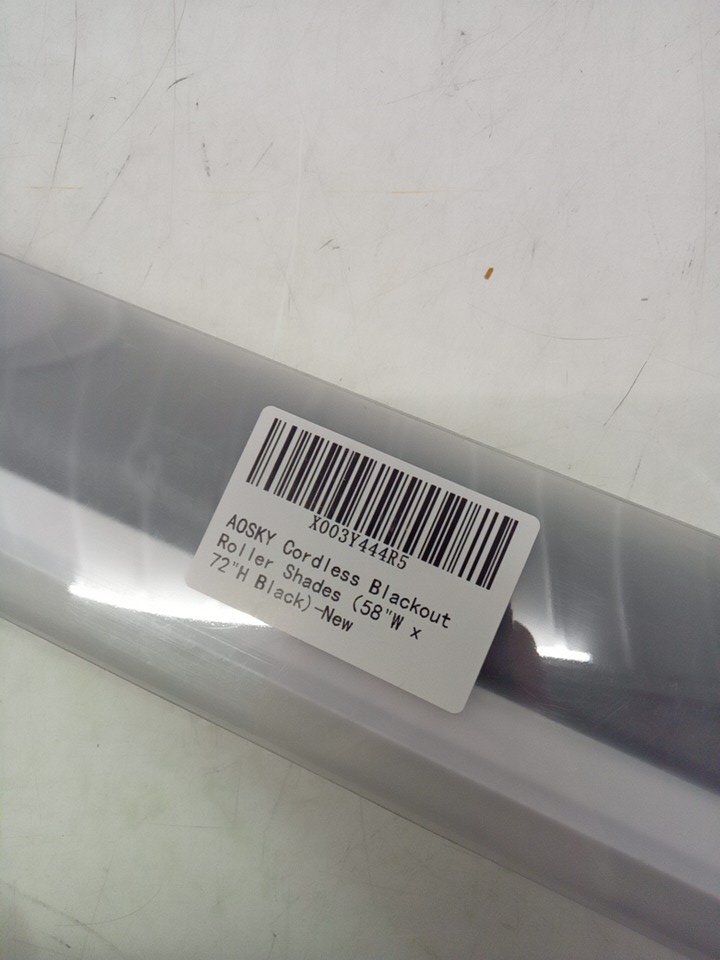 X003Y444R5
AOSKY Cordless Blackout
Roller Shades (58"W x
72"H Black)-New